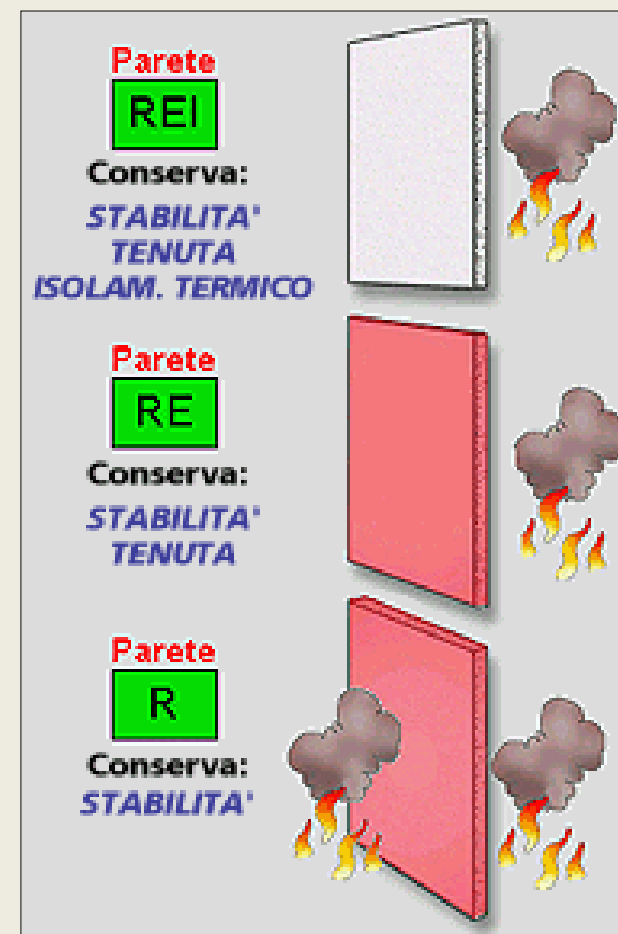 Parete
REI
Conserva:
STABILITA'
TENUTA
ISOLAM. TERMICO
Parete
RE
Conserva:
STABILITA'
TENUTA
Parete
R
Conserva:
STABILITA'